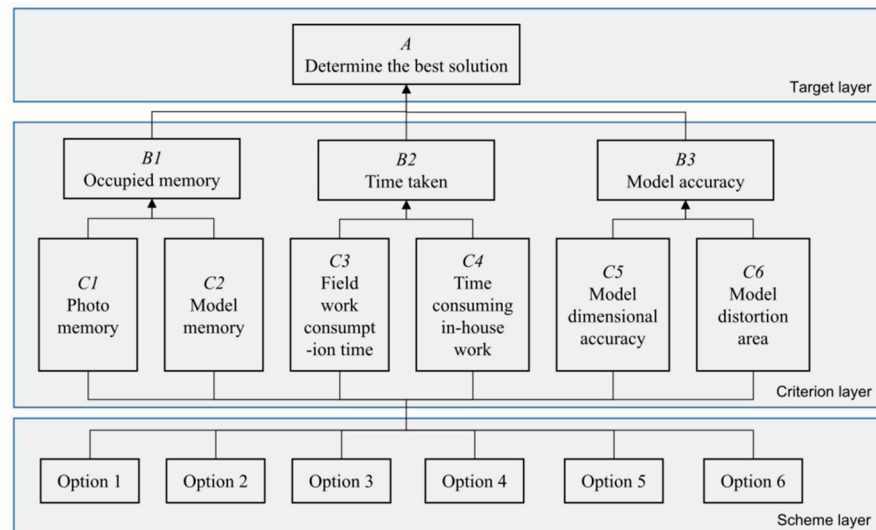 A
Determine the best solution
Target layer
B1
Occupied memory
B2
Time taken
B3
Model accuracy
C1
Photo
memory
C2
Model
memory
C3
Field
work
consumpt
-ion time
C4
Time
consuming
in-house
work
C5
Model
dimensional
accuracy
C6
Model
distortion
area
Criterion layer
Option 1
Option 2
Option 3
Option 4
Option 5
Option 6
Scheme layer